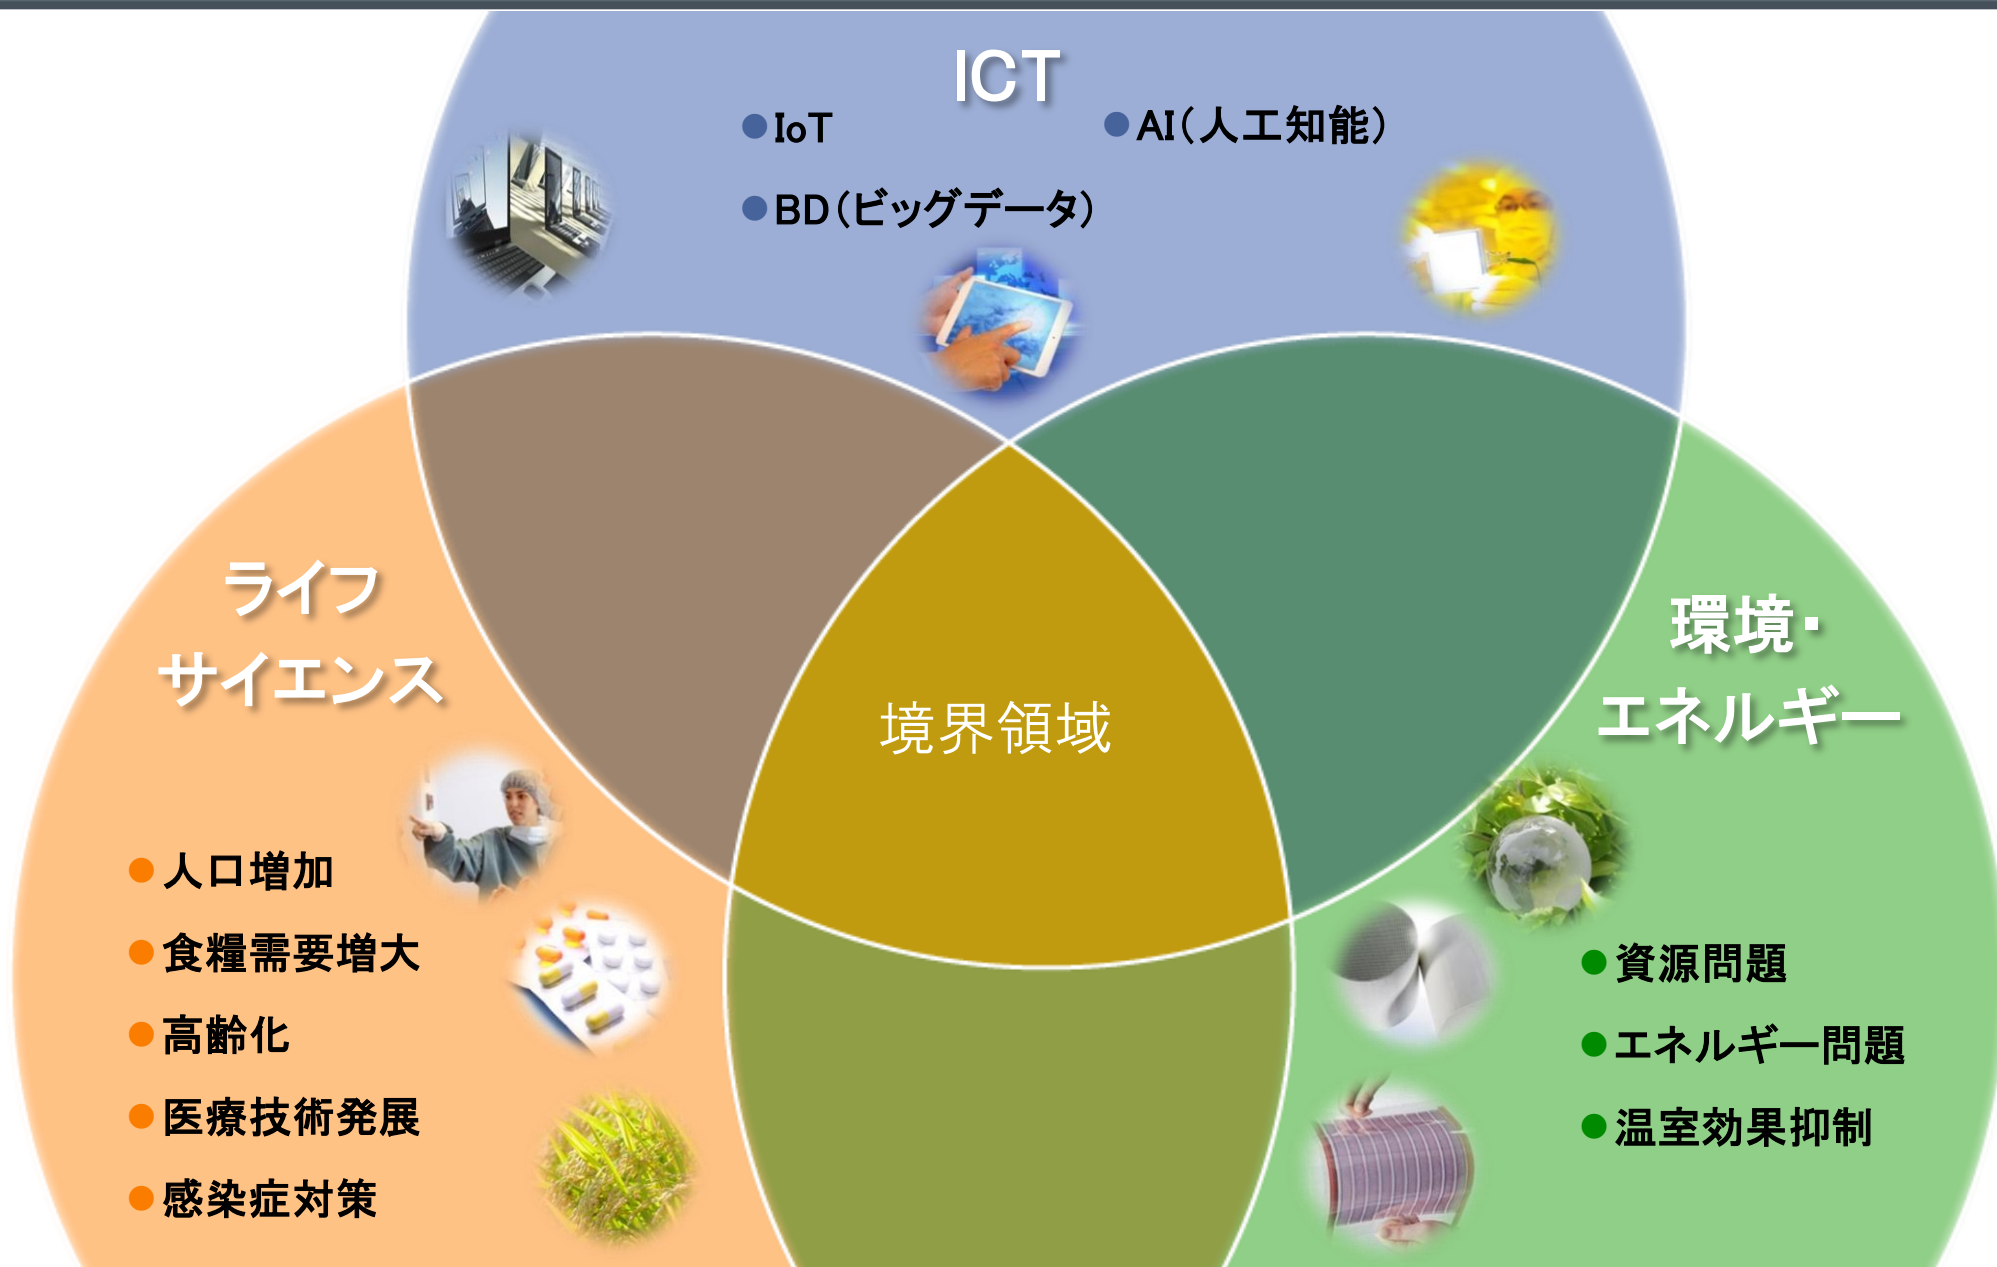 ICT
●IoT
●AI(人工知能)
●BD(ビッグデータ)
ライフ
サイエンス
環境・
エネルギー
境界領域
●人口増加
●食糧需要増大
●高齢化
●医療技術発展
●感染症対策
●資源問題
●エネルギー問題
●温室効果抑制